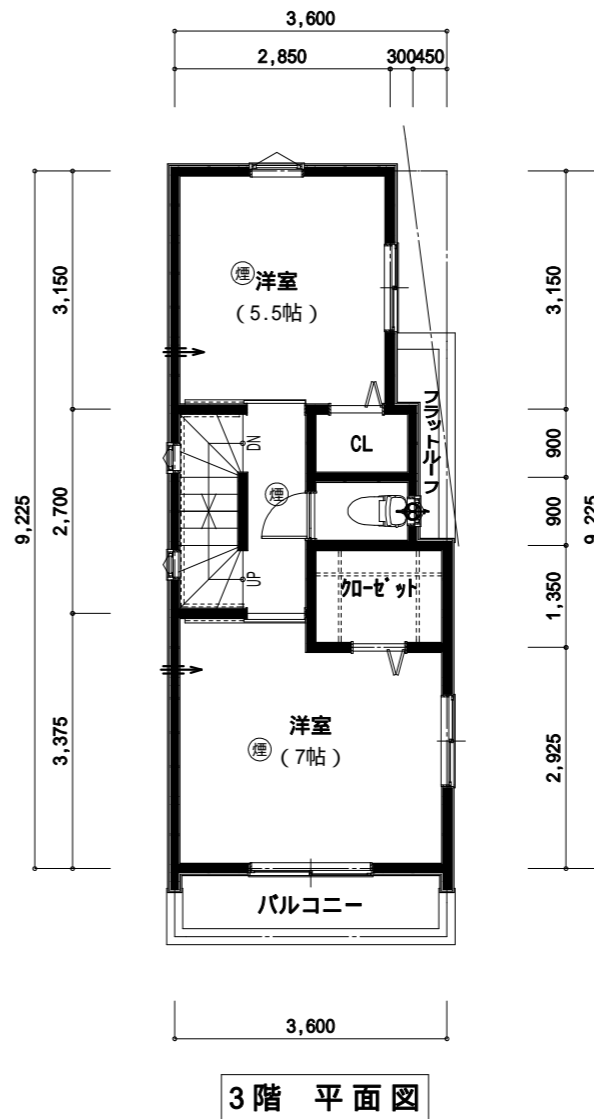 3,600
2,850
300
450
3,150
2,700
3,375
9,225
3,150
900
900
1,350
2,925
9,225
煙
洋室
(5.5帖)
フラットルーフ
CL
DN
煙
UP
クローゼット
洋室
煙
(7帖)
バルコニー
3,600
3階 平面図